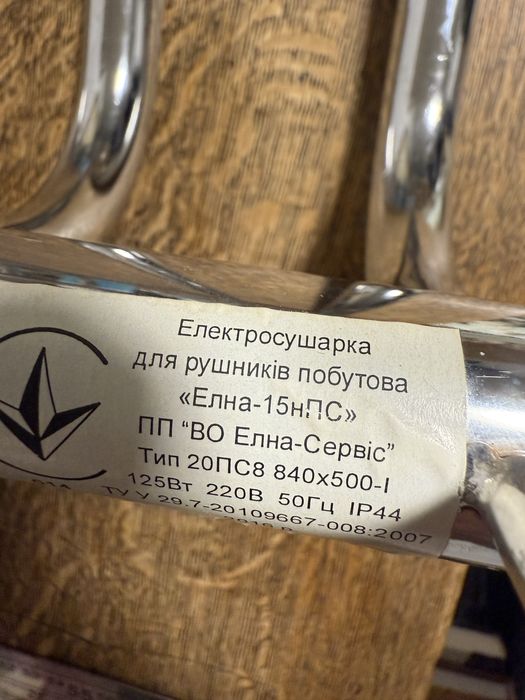 Електросушарка
для рушників побутова
«Елна-15нПС»
ПП "ВО Елна-Сервіс"
Тип 20ПС8 840х500-І
125Вт 220В 50Гц IP44
ТУ У 29.7-20109667-008:2007